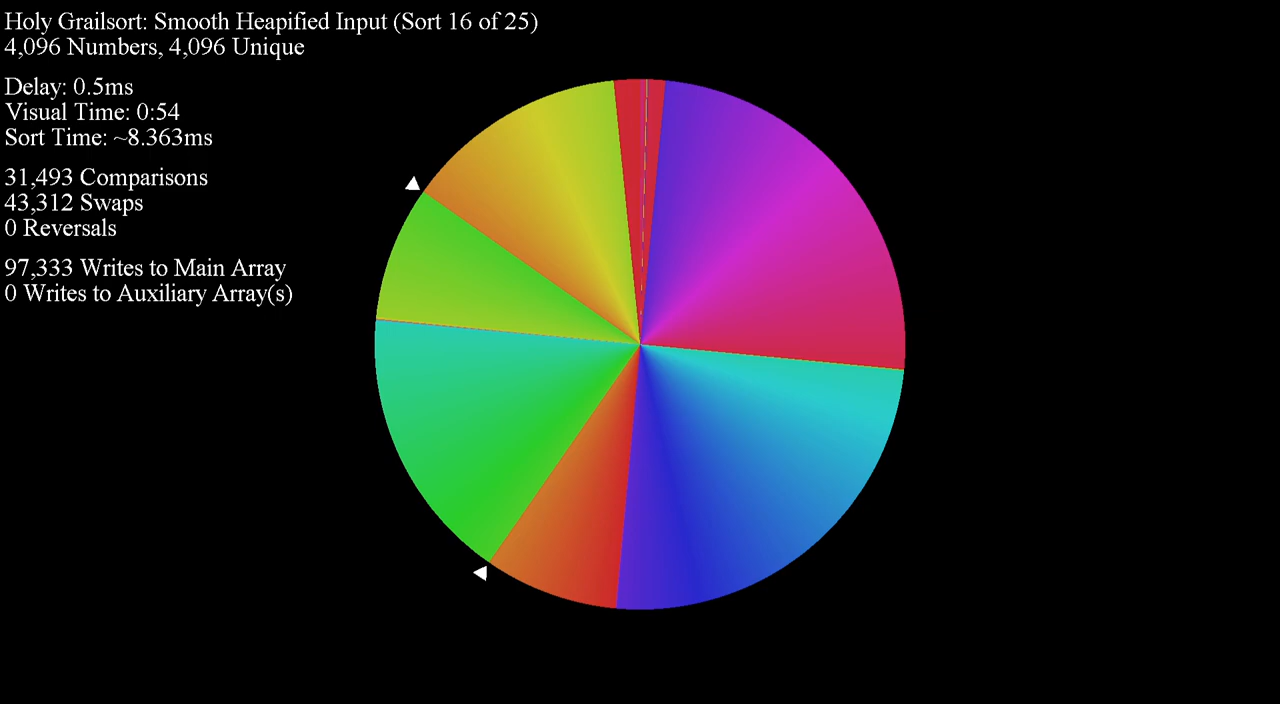 Holy Grailsort: Smooth Heapified Input (Sort 16 of 25)
4,096 Numbers, 4,096 Unique
Delay: 0.5ms
Visual Time: 0:54
Sort Time: ~8.363ms
31,493 Comparisons
43,312 Swaps
0 Reversals
97,333 Writes to Main Array
0 Writes to Auxiliary Array(s)